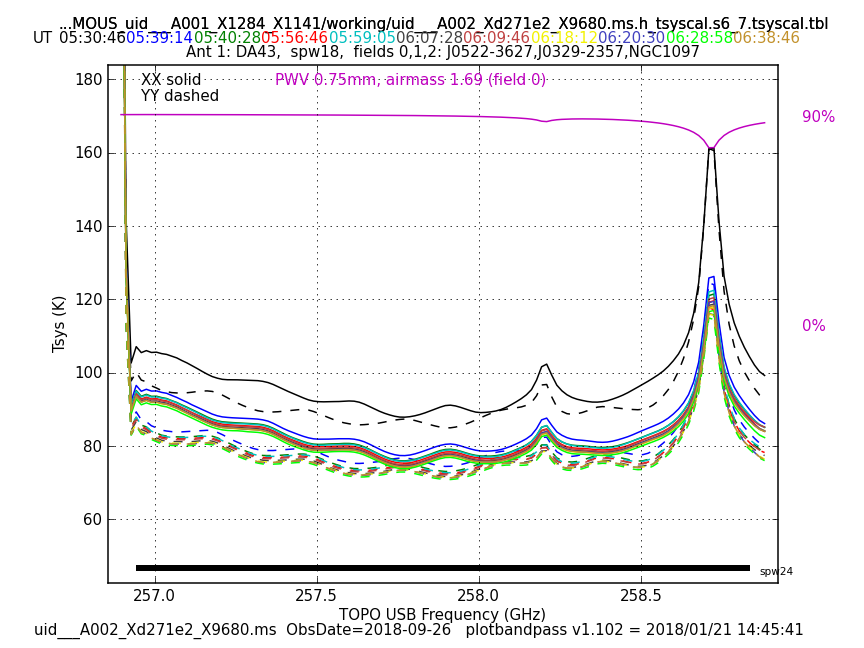 ...MOUS_uid___A001_X1284_X1141/working/uid___A002_Xd271e2_X9680.ms.h_tsyscal.s6_7.tsyscal.tbl
UT 05:30:46 05:39:14 05:40:28 05:56:46 05:59:05 06:07:28 06:09:46 06:18:12 06:20:30 06:28:58 06:38:46
Ant 1: DA43, spw18, fields 0,1,2: J0522-3627,J0329-2357,NGC1097
XX solid
YY dashed
PWV 0.75mm, airmass 1.69 (field 0)
180
160
140
120
100
80
60
Tsys (K)
90%
0%
spw24
257.0 257.5 258.0 258.5
TOPO USB Frequency (GHz)
uid___A002_Xd271e2_X9680.ms ObsDate=2018-09-26 plotbandpass v1.102 = 2018/01/21 14:45:41